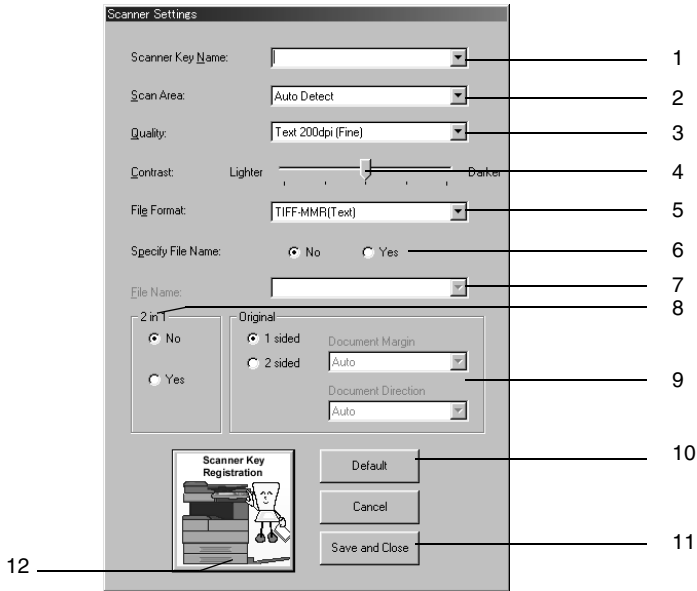 Scanner Settings
Scanner Key Name: 1
Scan Area: Auto Detect 2
Quality: Text 200dpi (Fine) 3
Contrast: Lighter Darker 4
File Format: TIFF-MMR(Text) 5
Specify File Name: No Yes 6
File Name: 7
2 in 1 8
No
Yes
Original
1 sided
2 sided
Document Margin
Auto
Document Direction
Auto
9
Scanner Key
Registration
Default 10
Cancel
Save and Close 11
12